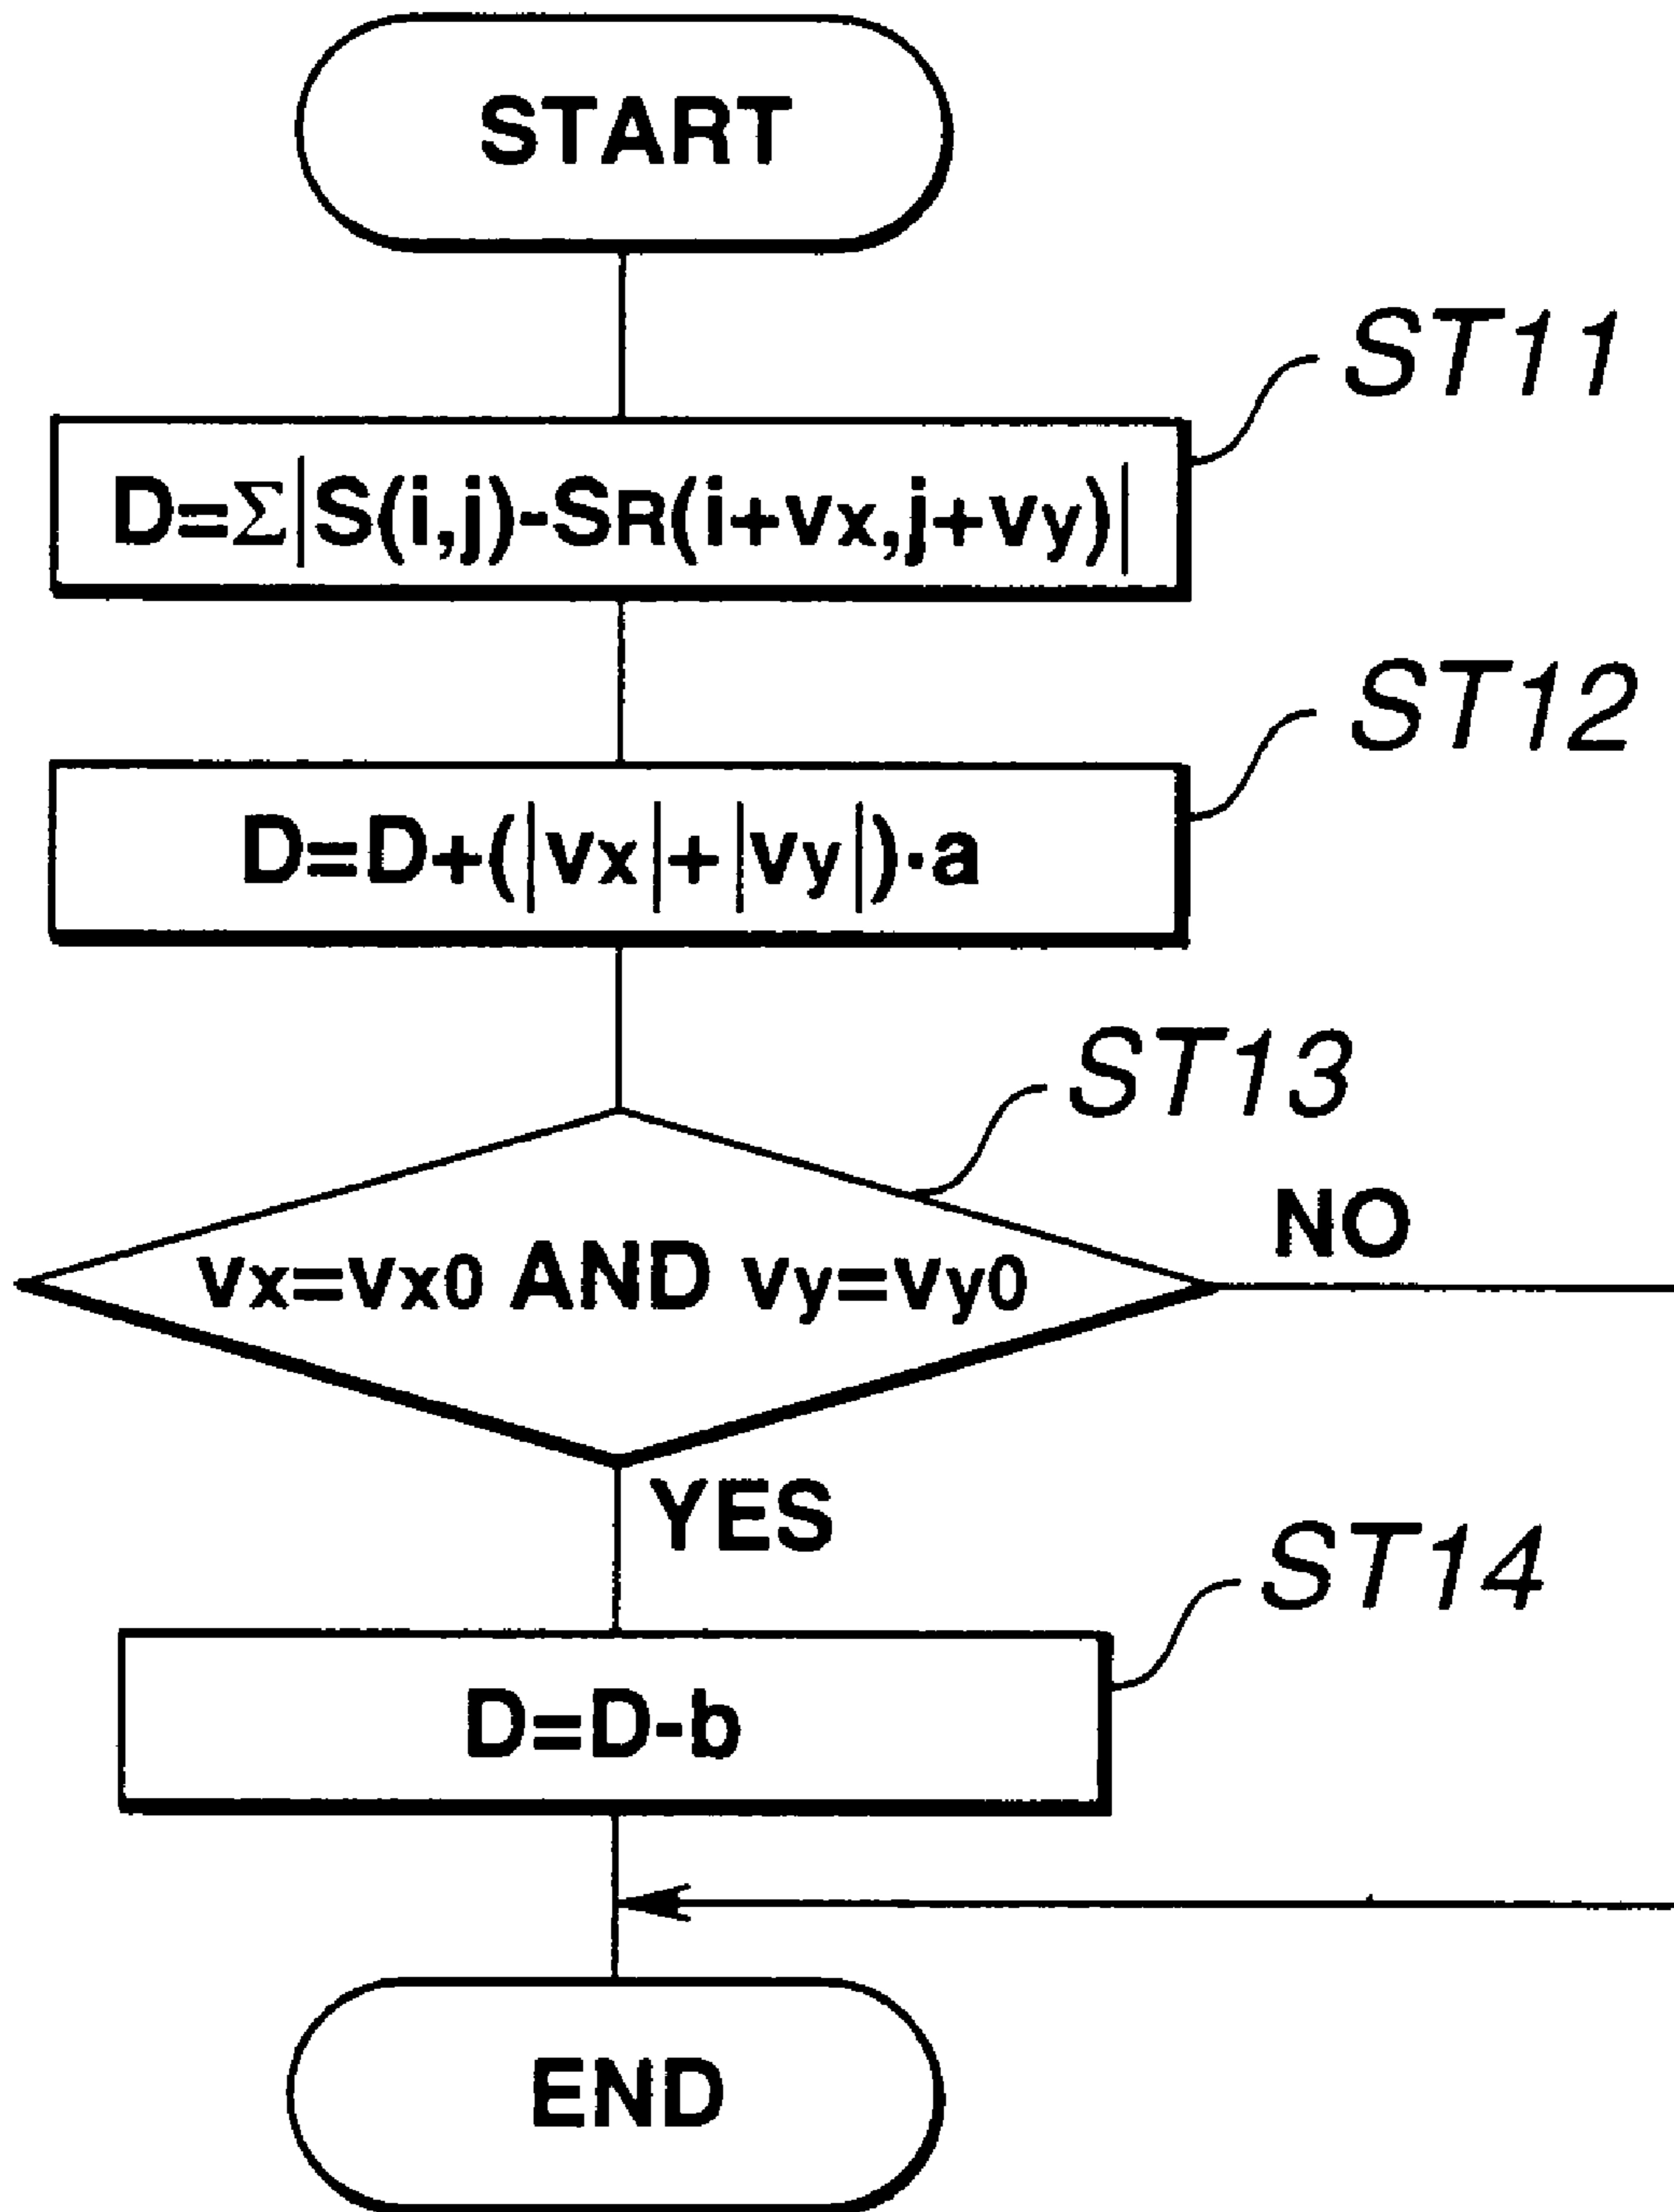 START
ST11
D=Σ|S(i,j)-SR(i+vx,j+vy)|
ST12
D=D+(|vx|+|vy|)·a
ST13
NO
vx=vx0 AND vy=vy0
YES
ST14
D=D-b
END